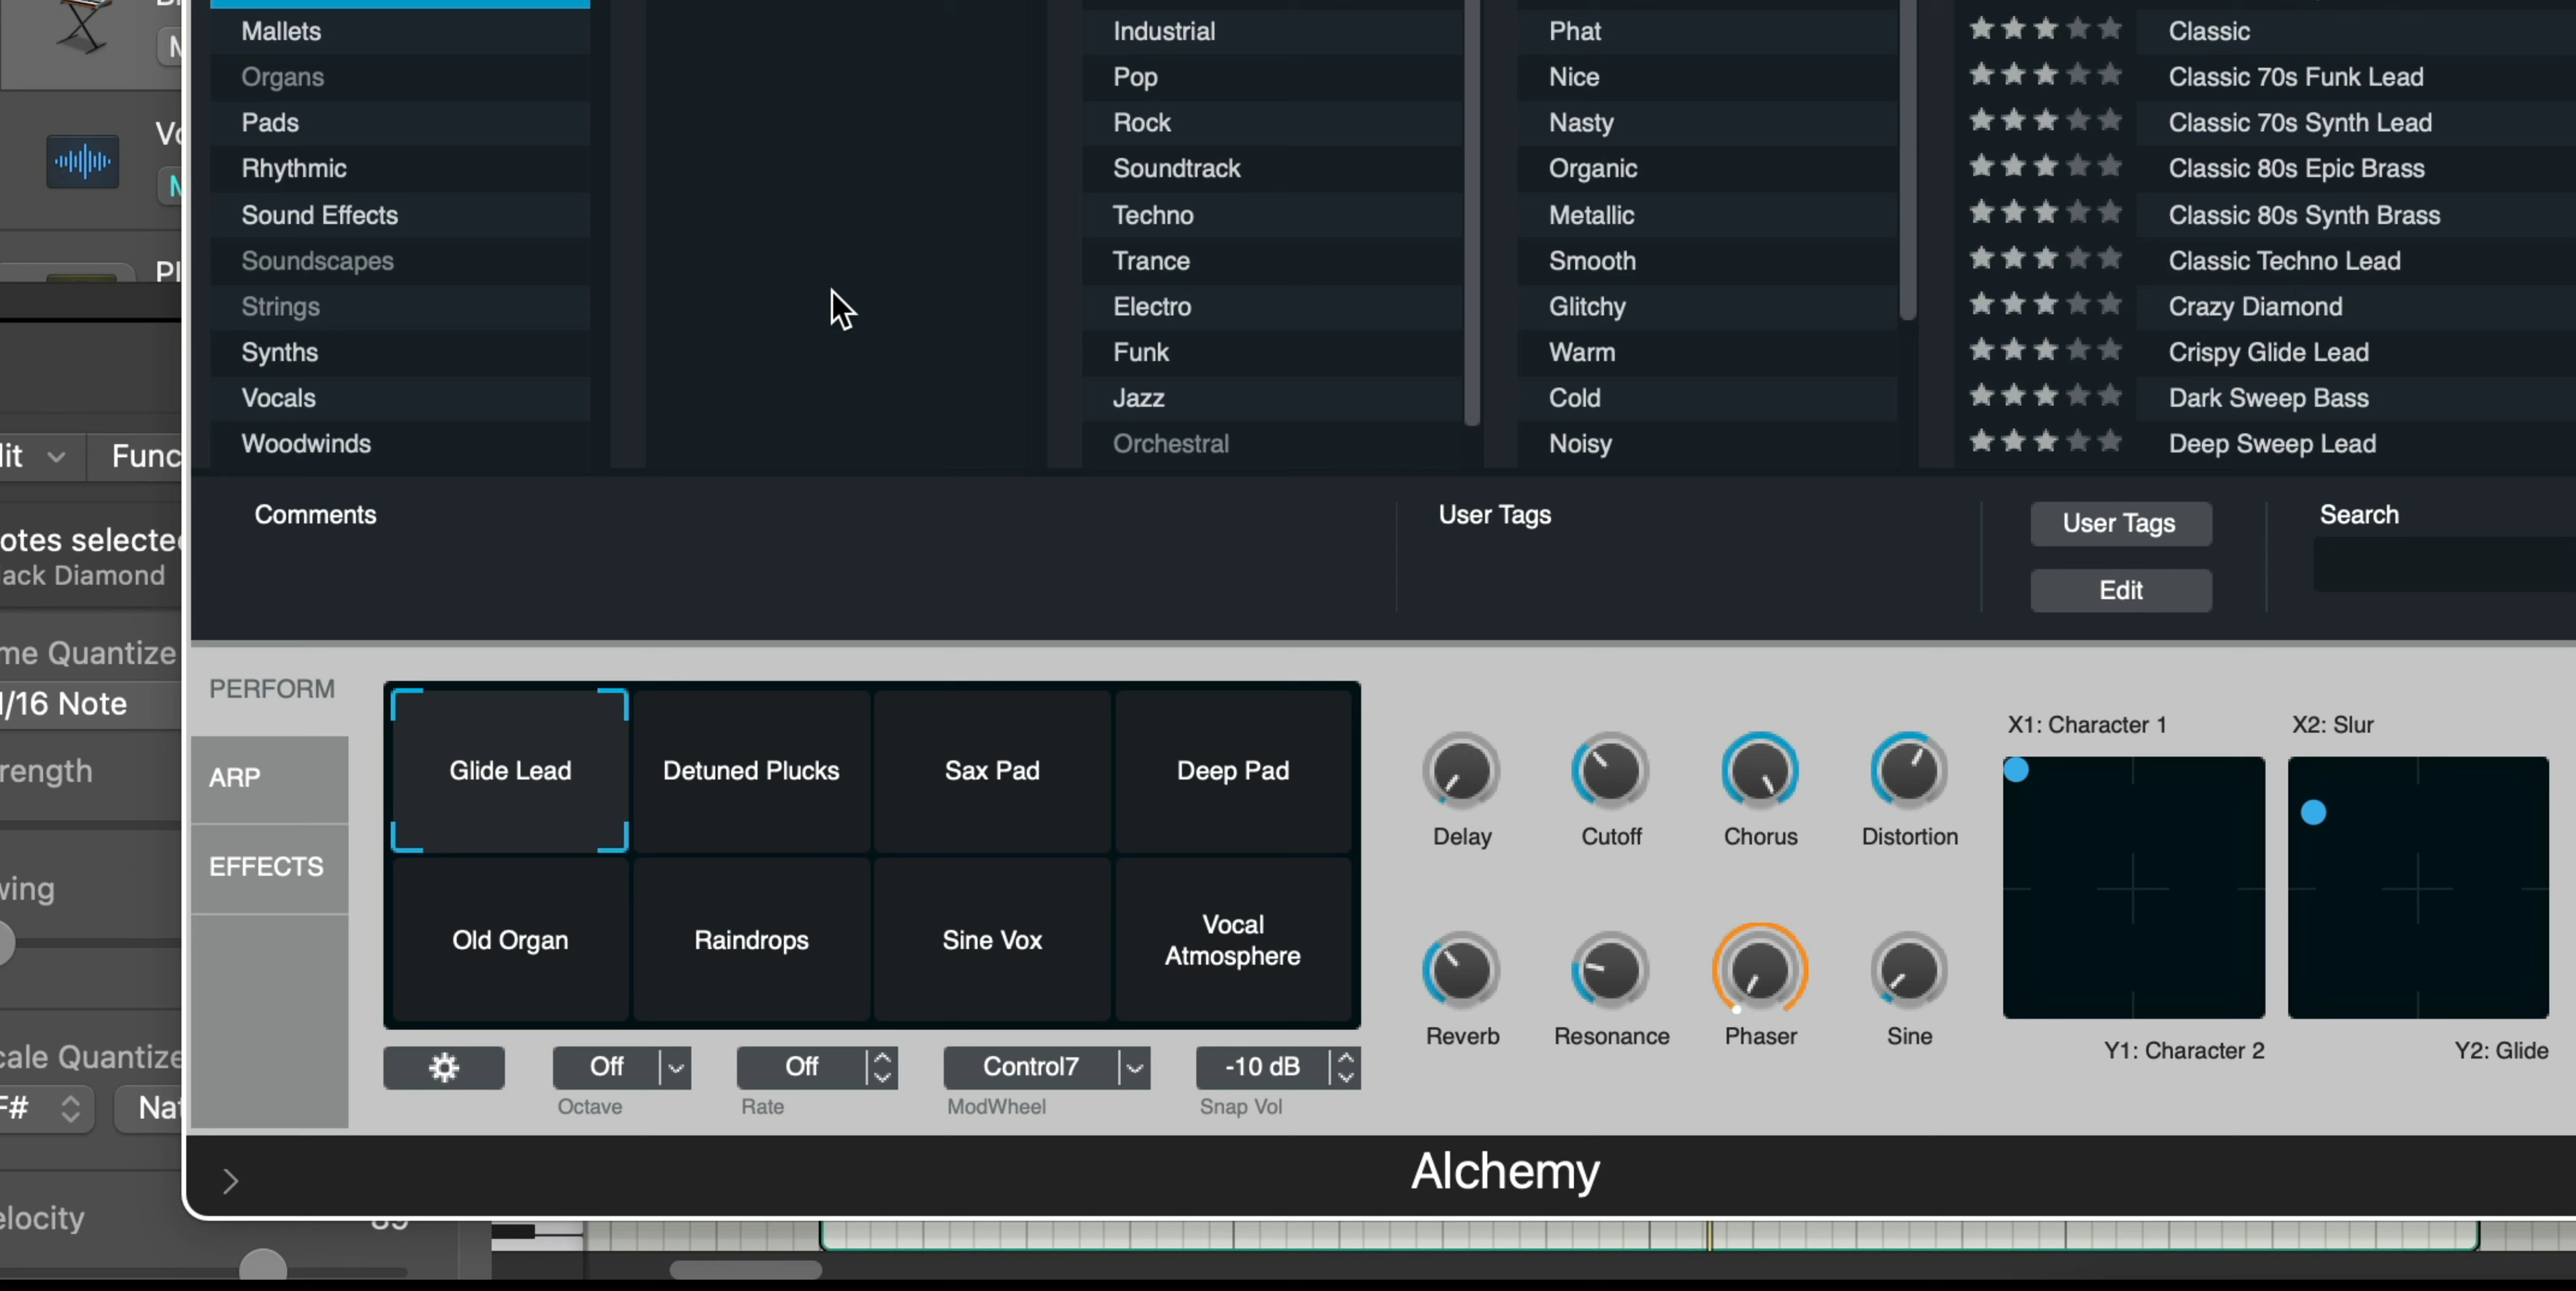 Mallets
Organs
Pads
Rhythmic
Sound Effects
Soundscapes
Strings
Synths
Vocals
Woodwinds
Industrial
Pop
Rock
Soundtrack
Techno
Trance
Electro
Funk
Jazz
Orchestral
Phat
Nice
Nasty
Organic
Metallic
Smooth
Glitchy
Warm
Cold
Noisy
Classic
Classic 70s Funk Lead
Classic 70s Synth Lead
Classic 80s Epic Brass
Classic 80s Synth Brass
Classic Techno Lead
Crazy Diamond
Crispy Glide Lead
Dark Sweep Bass
Deep Sweep Lead
Func
otes selected
ack Diamond
me Quantize
1/16 Note
rength
wing
cale Quantize
F#
Nat
elocity
Comments
User Tags
User Tags
Edit
Search
PERFORM
ARP
EFFECTS
Glide Lead
Detuned Plucks
Sax Pad
Deep Pad
Old Organ
Raindrops
Sine Vox
Vocal
Atmosphere
Off
Octave
Off
Rate
Control7
ModWheel
-10 dB
Snap Vol
Delay
Cutoff
Chorus
Distortion
Reverb
Resonance
Phaser
Sine
X1: Character 1
X2: Slur
Y1: Character 2
Y2: Glide
Alchemy